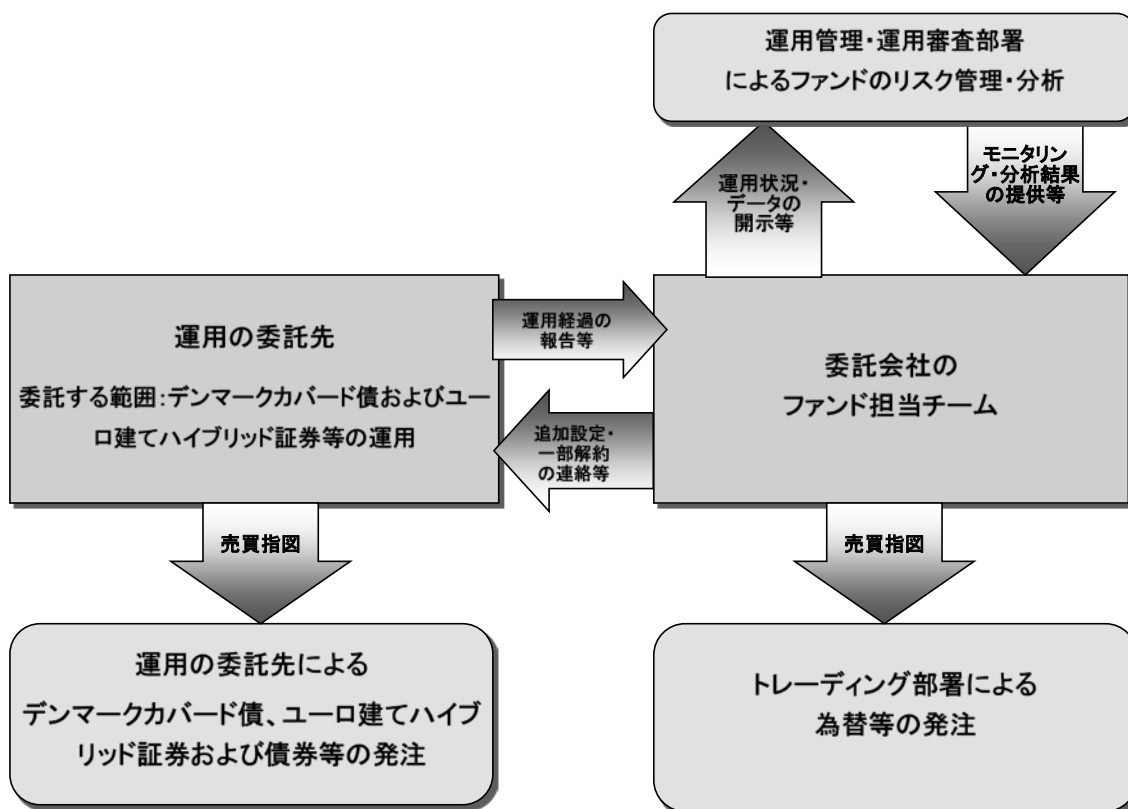 運用管理・運用審査部署
によるファンドのリスク管理・分析
運用状況・
データの
開示等
モニタリン
グ・分析結果
の提供等
運用の委託先
委託する範囲:デンマークカバード債およびユー
ロ建てハイブリッド証券等の運用
運用経過の
報告等
追加設定・
一部解約
の連絡等
委託会社の
ファンド担当チーム
売買指図
売買指図
運用の委託先による
デンマークカバード債、ユーロ建てハイブ
リッド証券および債券等の発注
トレーディング部署による
為替等の発注